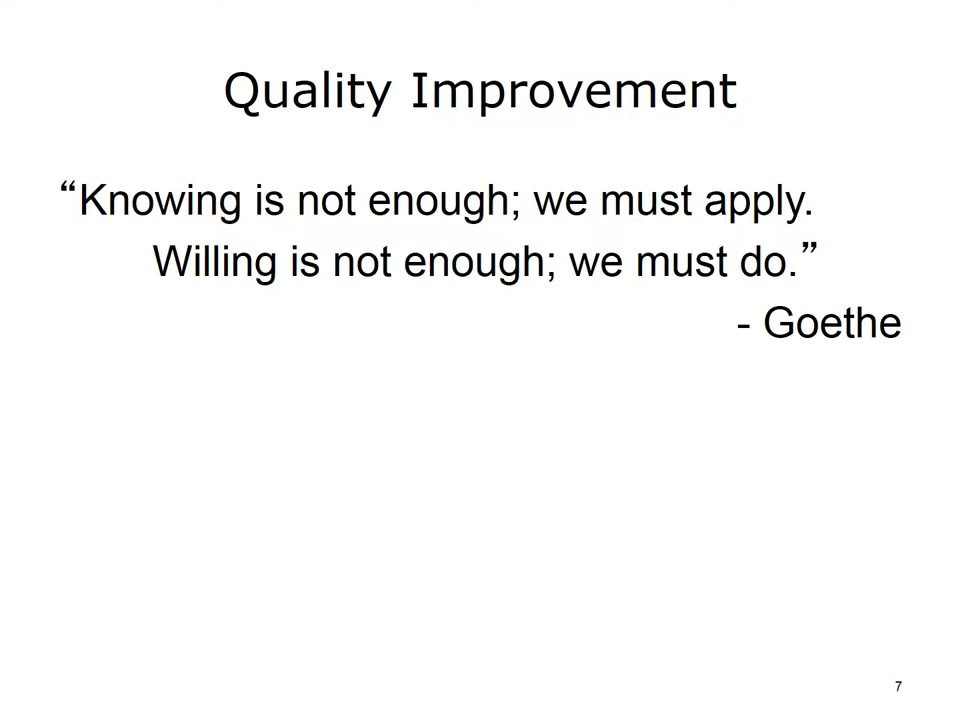 Quality Improvement
“Knowing is not enough; we must apply.
Willing is not enough; we must do.”
- Goethe
7